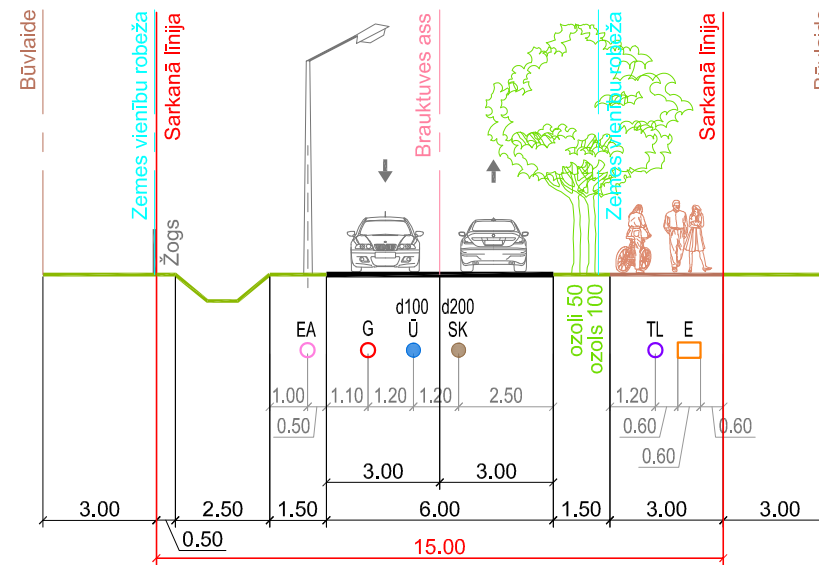 Būvlaide
Zemes vienību robeža
Sarkanā līnija
Brauktuves ass
Zemes vienību robeža
Sarkanā līnija
Būvlaide
Žogs
ozoli 50
ozols 100
d100 d200
EA G Ū SK TL E
1.00 1.10 1.20 1.20 2.50 1.20
0.50 0.60 0.60
0.60
3.00 3.00
3.00 2.50 1.50 6.00 1.50 3.00 3.00
0.50
15.00